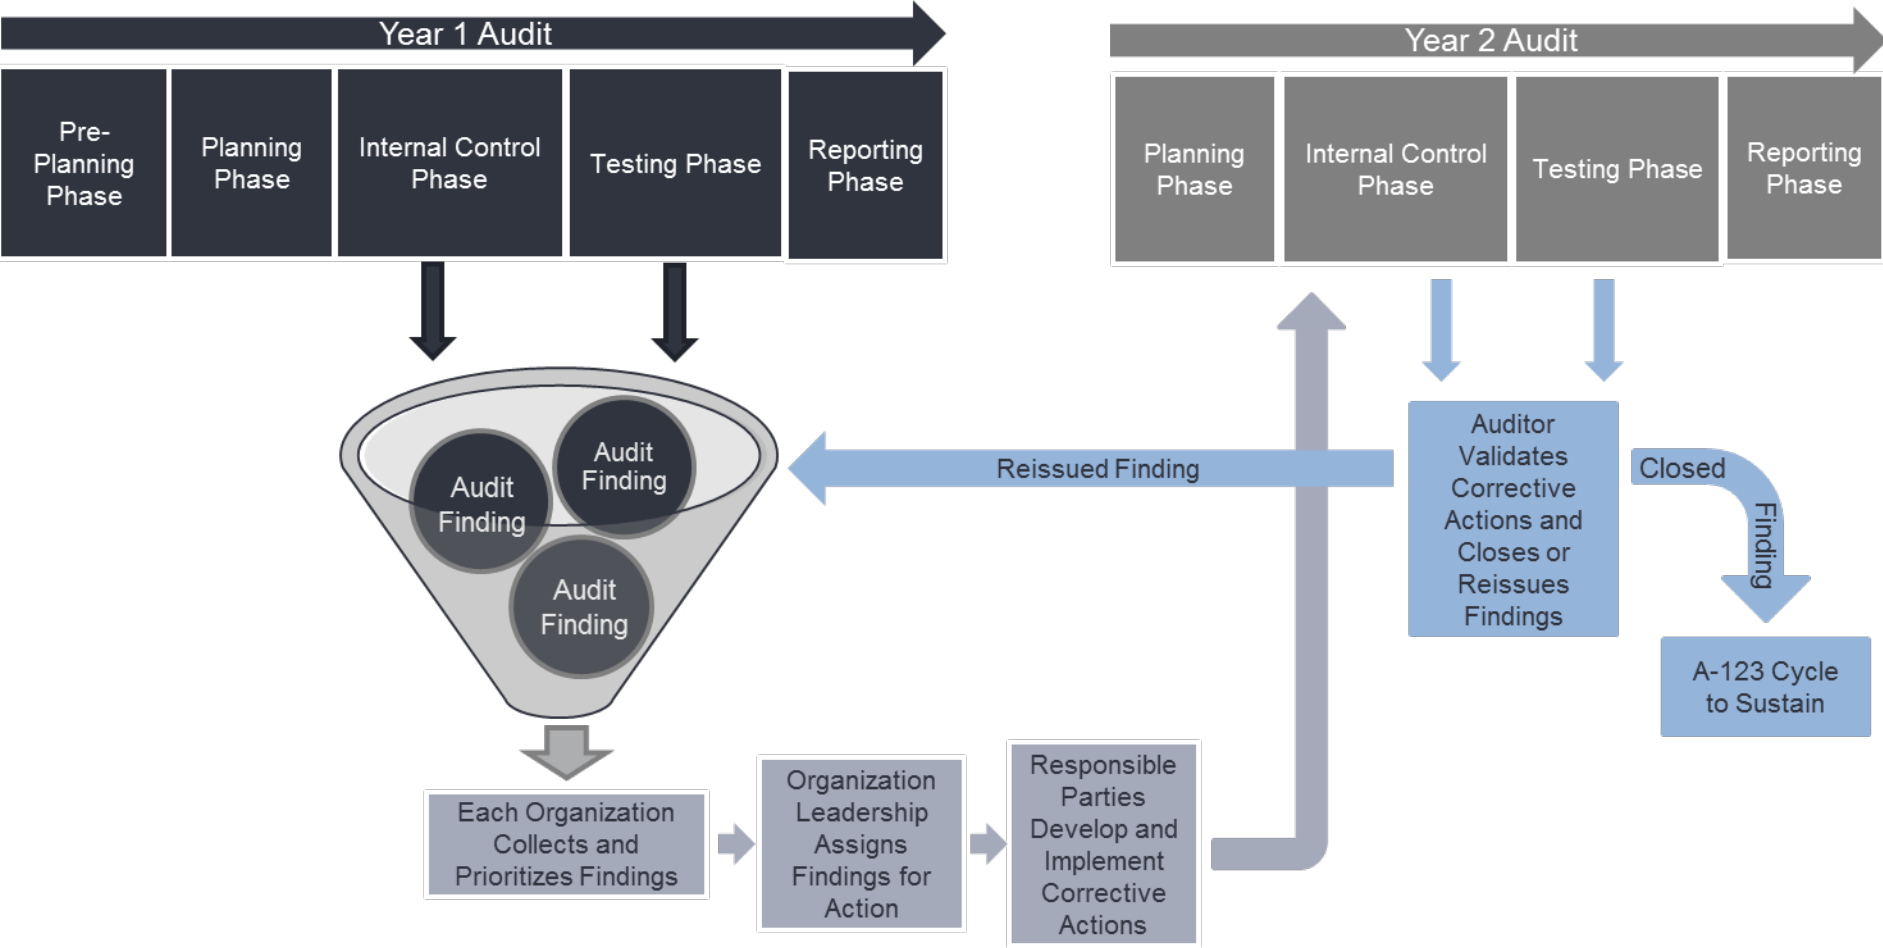 Year 1 Audit
Pre-
Planning
Phase
Planning
Phase
Internal Control
Phase
Testing Phase
Reporting
Phase
Year 2 Audit
Planning
Phase
Internal Control
Phase
Testing Phase
Reporting
Phase
Audit
Finding
Audit
Finding
Audit
Finding
Reissued Finding
Auditor
Validates
Corrective
Actions and
Closes or
Reissues
Findings
Closed
Finding
A-123 Cycle
to Sustain
Each Organization
Collects and
Prioritizes Findings
Organization
Leadership
Assigns
Findings for
Action
Responsible
Parties
Develop and
Implement
Corrective
Actions